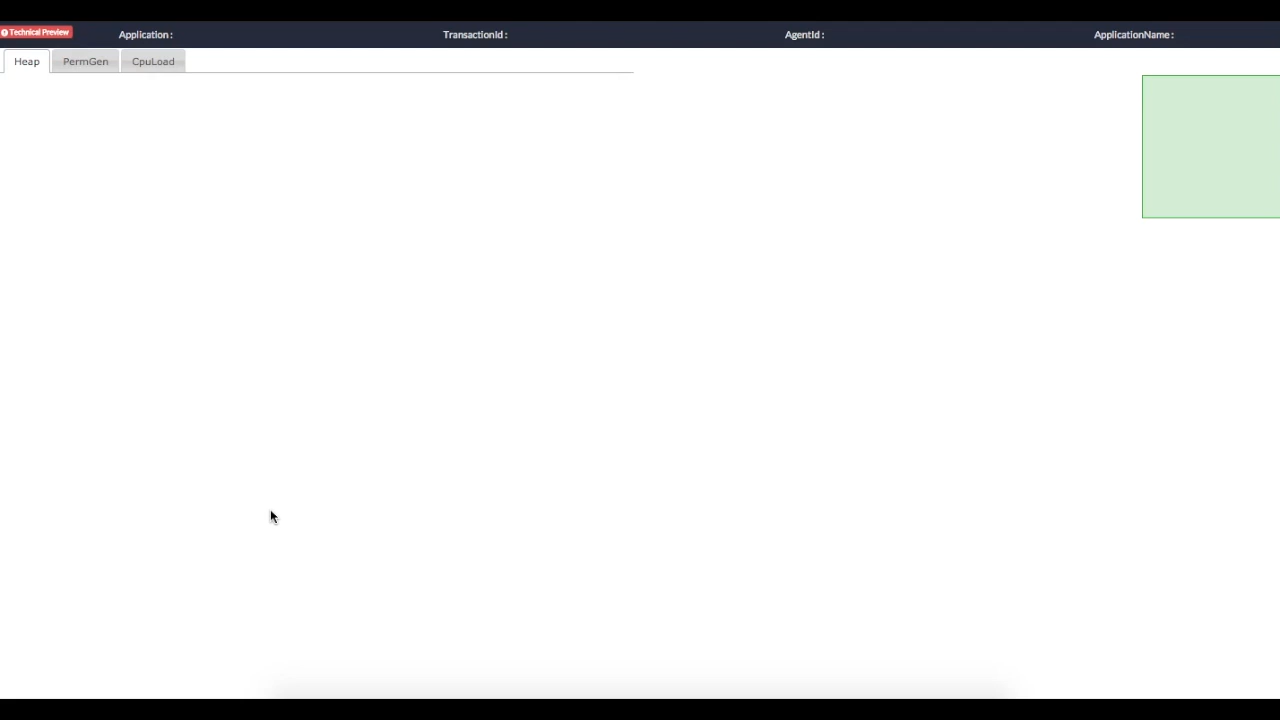 Technical Preview
Application :
TransactionId :
AgentId :
ApplicationName :
Heap
PermGen
CpuLoad